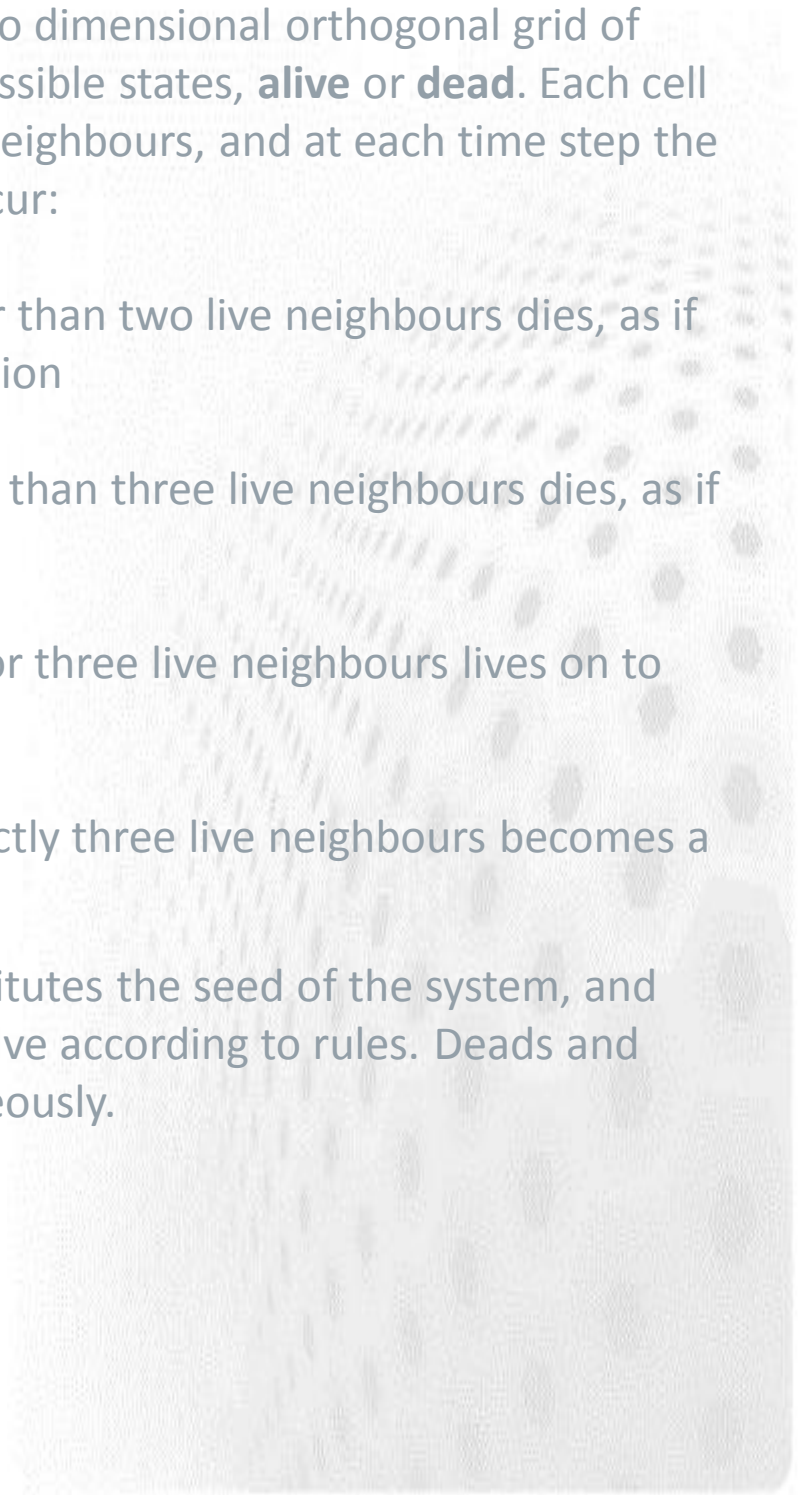 o dimensional orthogonal grid of
ssible states, alive or dead. Each cell
eighbours, and at each time step the
cur:
r than two live neighbours dies, as if
ion
than three live neighbours dies, as if
or three live neighbours lives on to
ctly three live neighbours becomes a
itutes the seed of the system, and
ve according to rules. Deads and
eously.